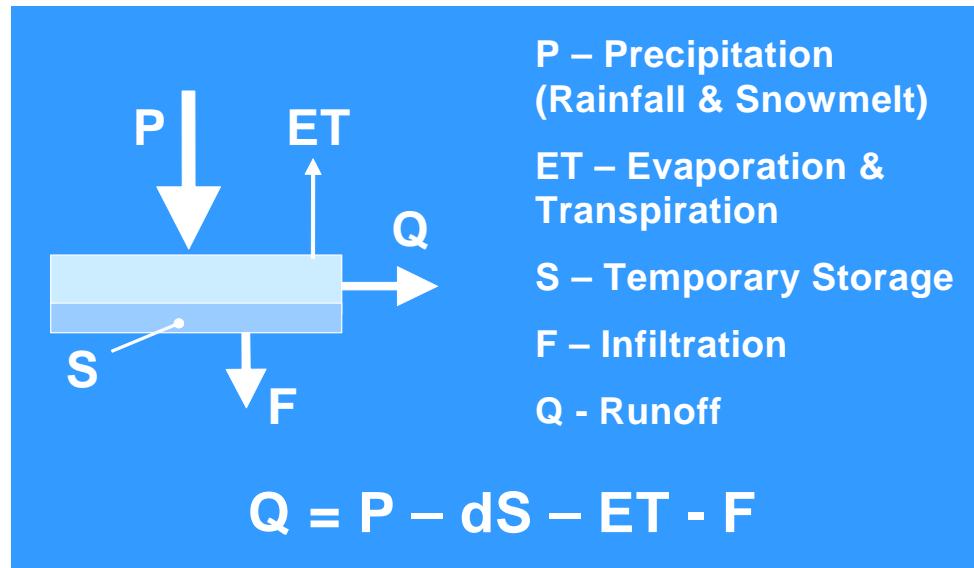 P
ET
Q
S
F
P – Precipitation
(Rainfall & Snowmelt)
ET – Evaporation &
Transpiration
S – Temporary Storage
F – Infiltration
Q - Runoff
Q = P – dS – ET - F